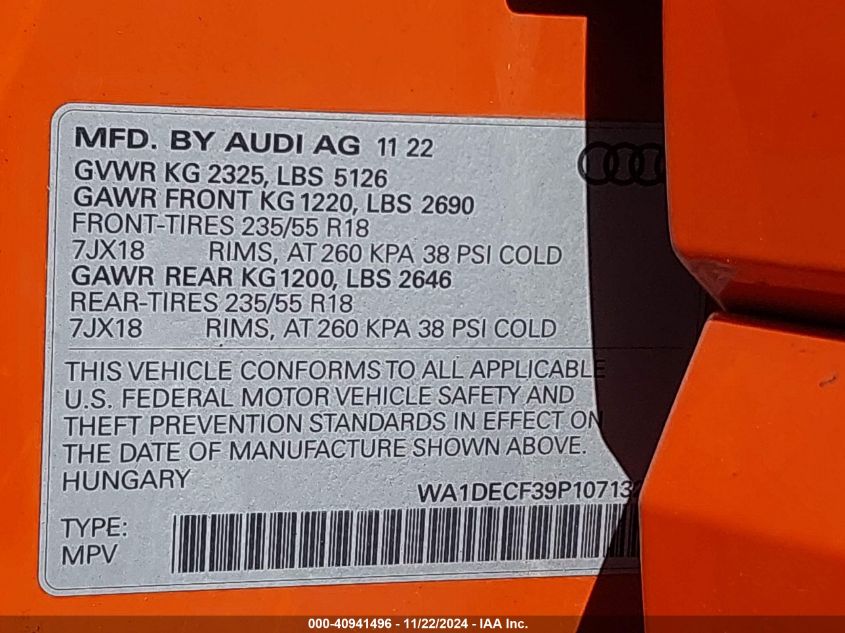 MFD. BY AUDI AG 11 22
GVWR KG 2325, LBS 5126
GAWR FRONT KG 1220, LBS 2690
FRONT-TIRES 235/55 R18
7JX18 RIMS, AT 260 KPA 38 PSI COLD
GAWR REAR KG 1200, LBS 2646
REAR-TIRES 235/55 R18
7JX18 RIMS, AT 260 KPA 38 PSI COLD
THIS VEHICLE CONFORMS TO ALL APPLICABLE
U.S. FEDERAL MOTOR VEHICLE SAFETY AND
THEFT PREVENTION STANDARDS IN EFFECT ON
THE DATE OF MANUFACTURE SHOWN ABOVE.
HUNGARY
TYPE:
MPV
000-40941496 - 11/22/2024 - IAA Inc.